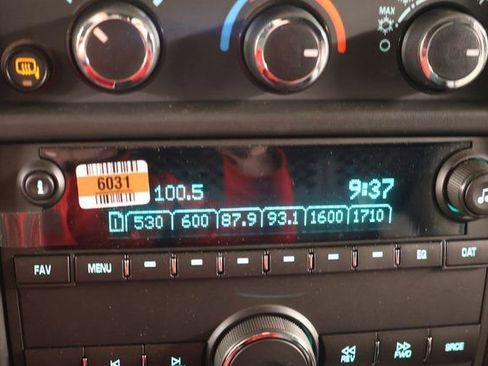 MAX
6031
100.5
9:37
1 530 600 87.9 93.1 1600 1710
FAV
MENU
EQ
CAT
REV
FWD
SRCE